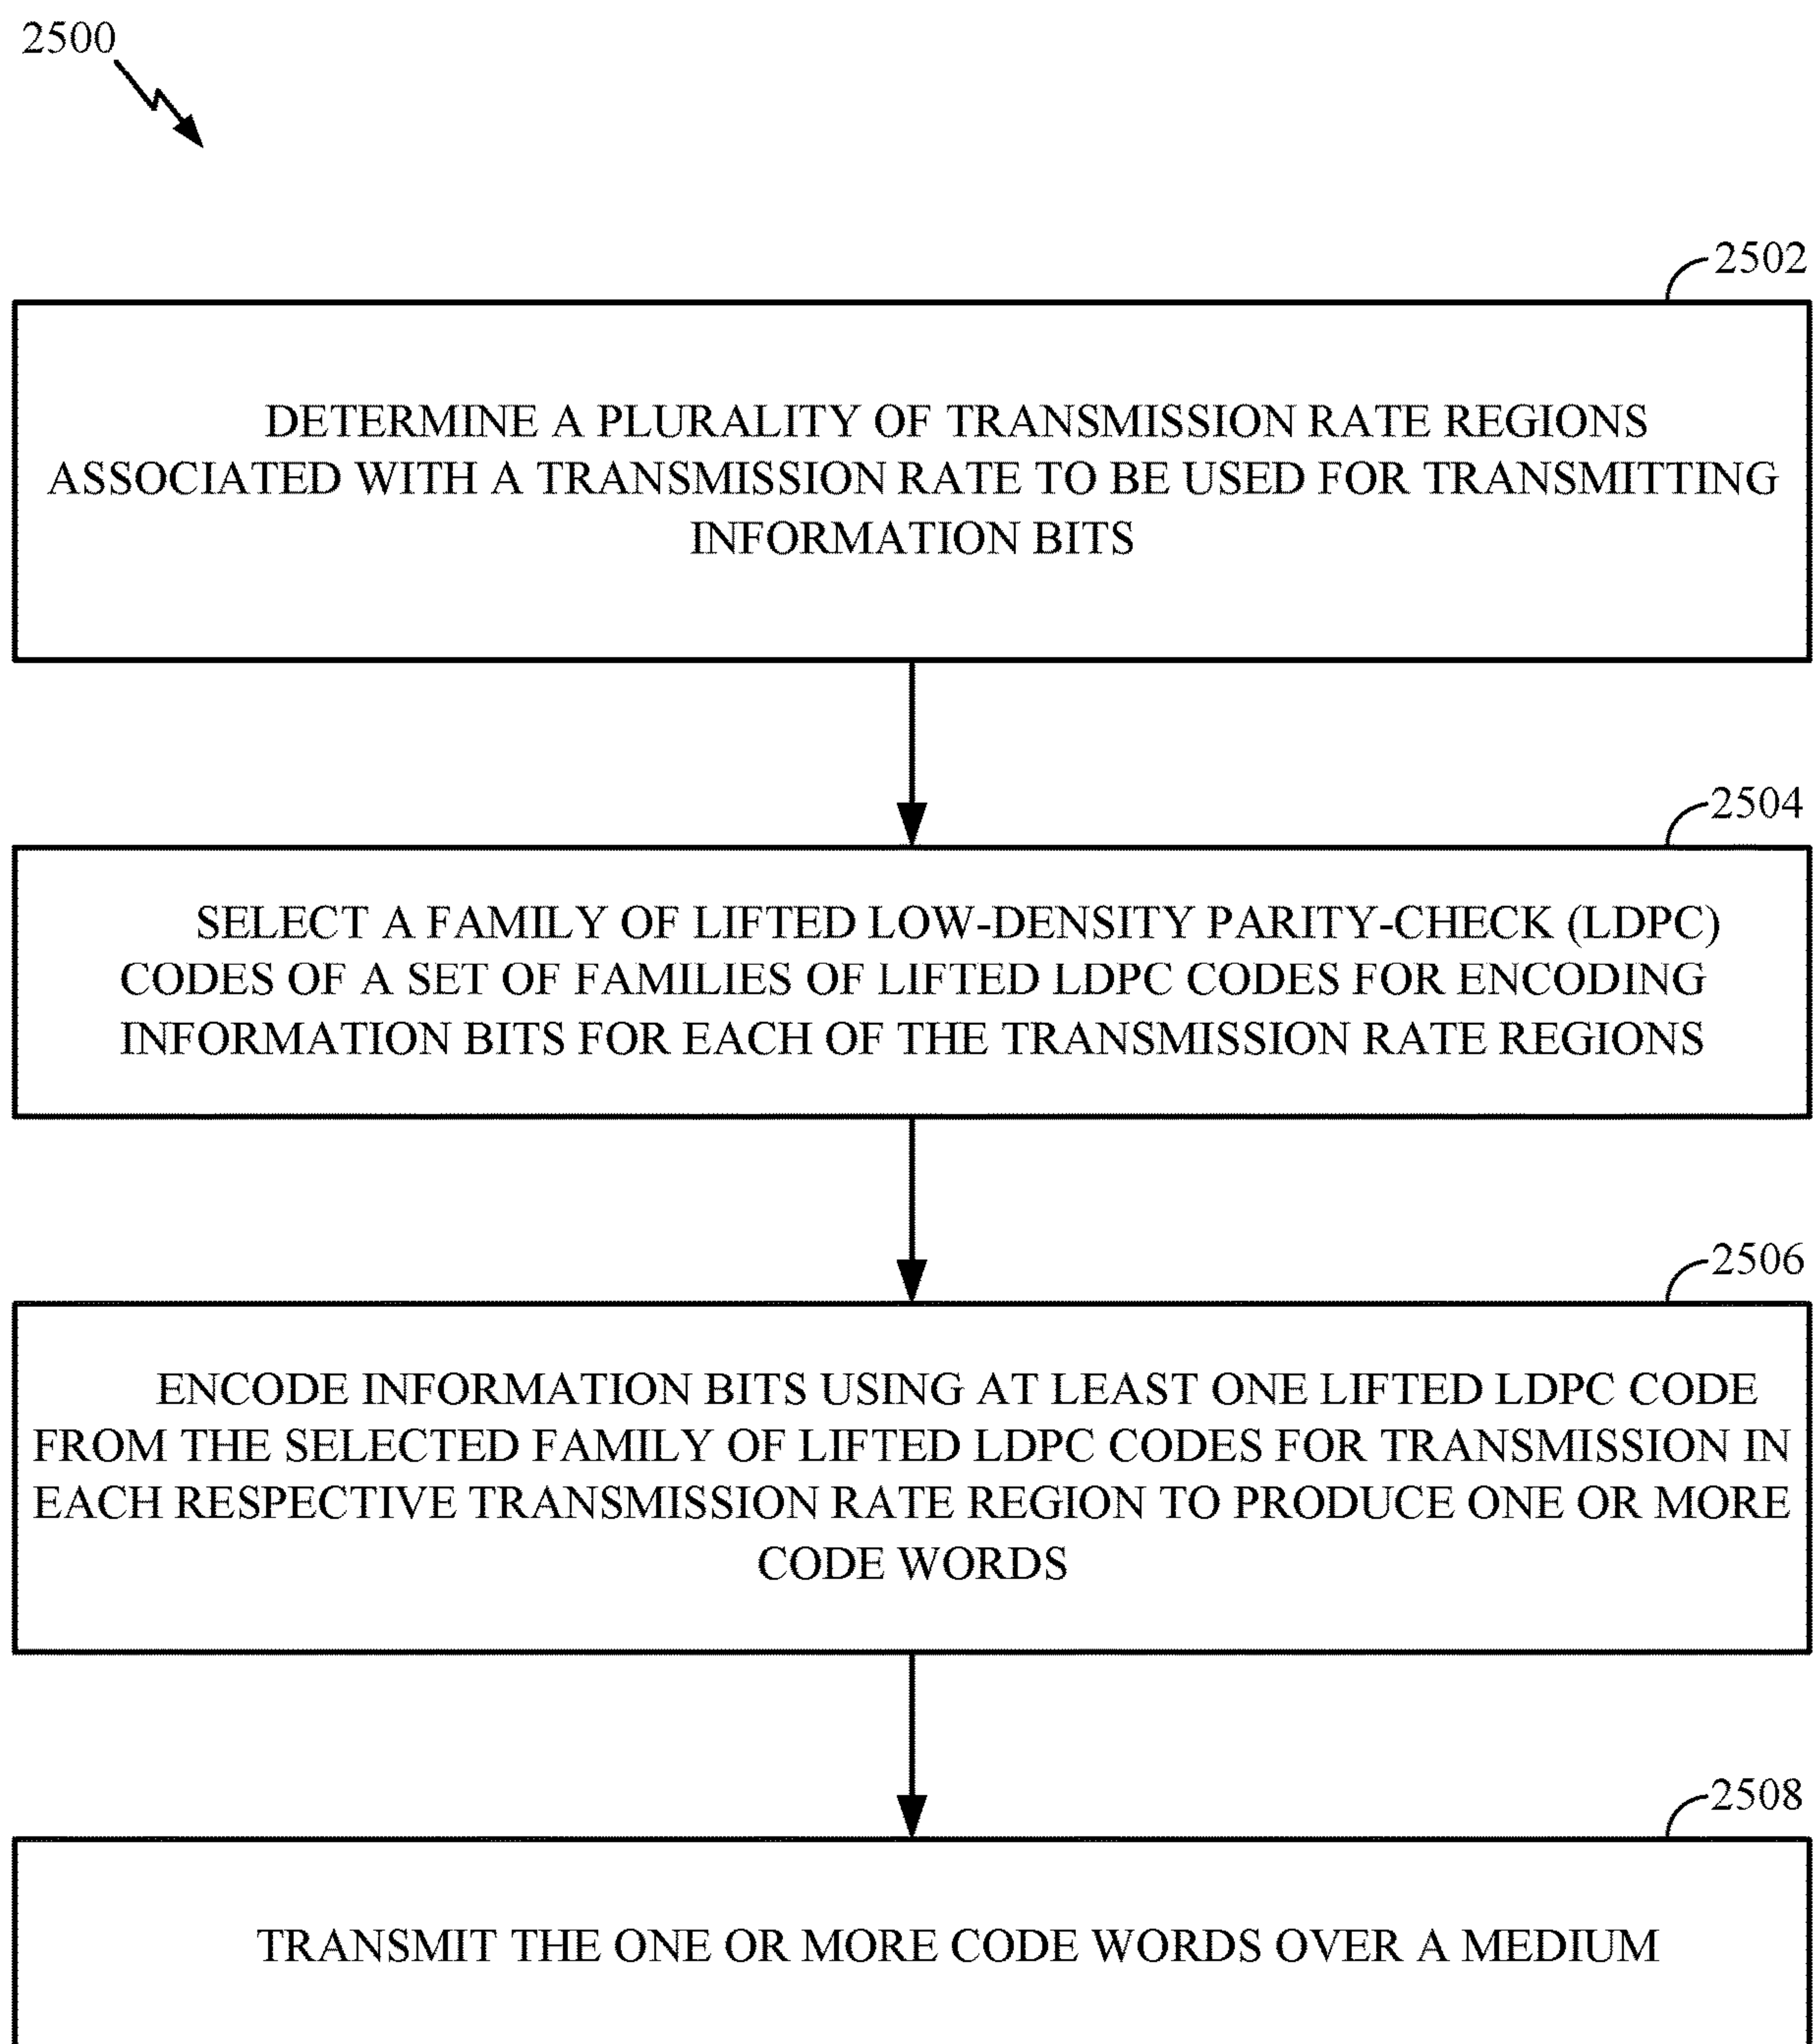 2500
2502
DETERMINE A PLURALITY OF TRANSMISSION RATE REGIONS
ASSOCIATED WITH A TRANSMISSION RATE TO BE USED FOR TRANSMITTING
INFORMATION BITS
2504
SELECT A FAMILY OF LIFTED LOW-DENSITY PARITY-CHECK (LDPC)
CODES OF A SET OF FAMILIES OF LIFTED LDPC CODES FOR ENCODING
INFORMATION BITS FOR EACH OF THE TRANSMISSION RATE REGIONS
2506
ENCODE INFORMATION BITS USING AT LEAST ONE LIFTED LDPC CODE
FROM THE SELECTED FAMILY OF LIFTED LDPC CODES FOR TRANSMISSION IN
EACH RESPECTIVE TRANSMISSION RATE REGION TO PRODUCE ONE OR MORE
CODE WORDS
2508
TRANSMIT THE ONE OR MORE CODE WORDS OVER A MEDIUM